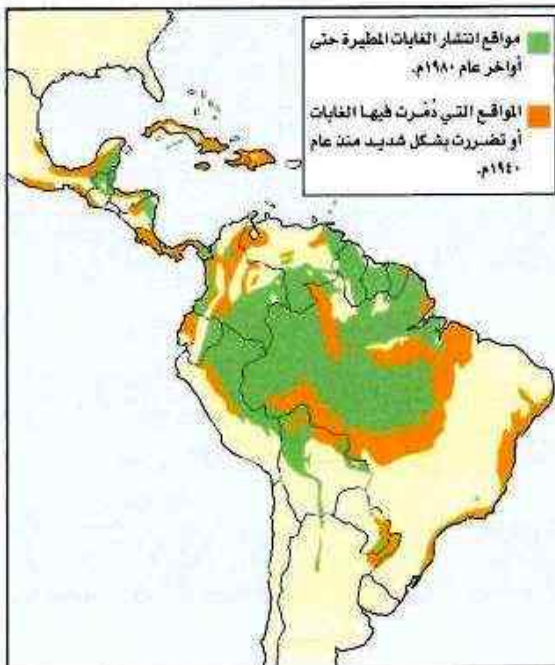 مواقع انتشار الغابات المطيرة حتى
أواخر عام ١٩٨٠م.
المواقع التي دُمّرت فيها الغابات
أو تضررت بشكل شديد منذ عام
١٩٤٠م.